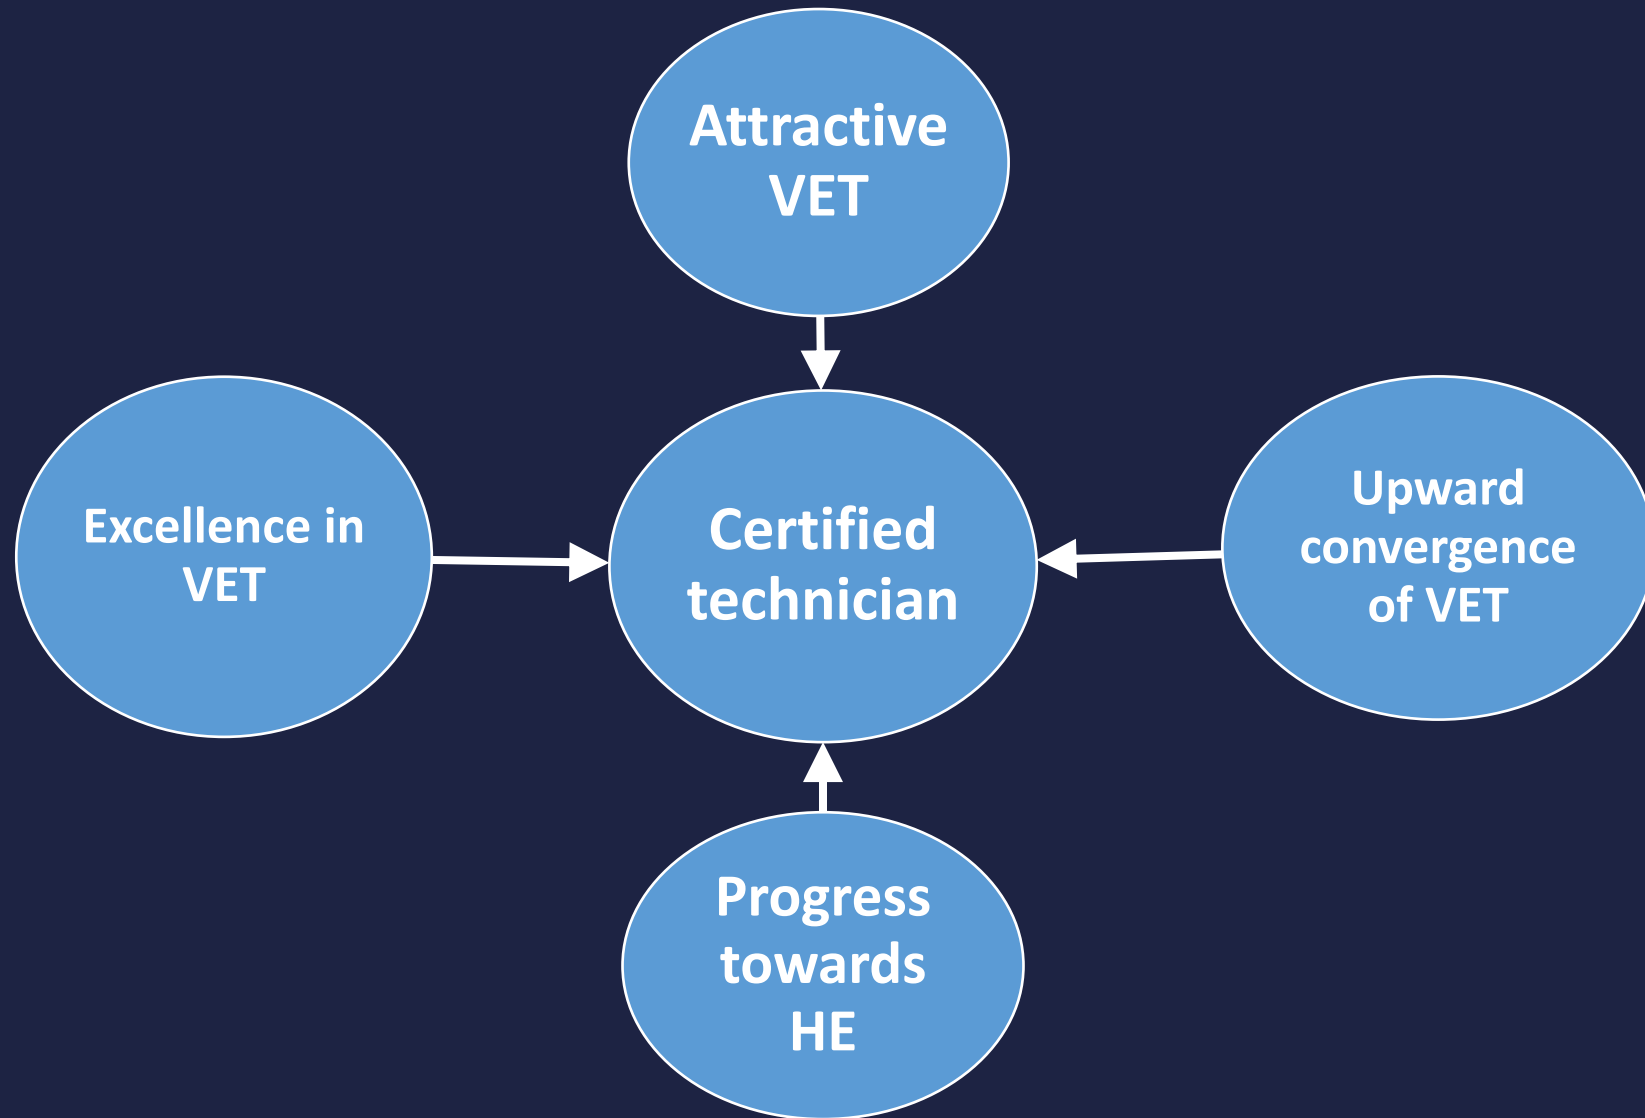 Attractive
VET
Excellence in
VET
Certified
technician
Upward
convergence
of VET
Progress
towards
HE